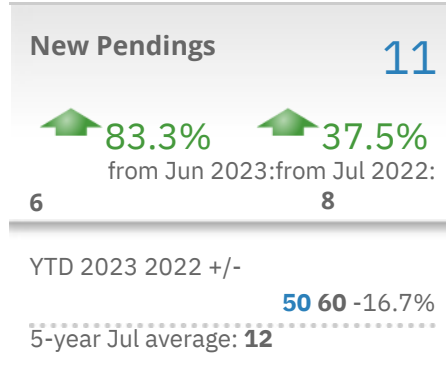 New Pendings 11
83.3% 37.5%
from Jun 2023:from Jul 2022:
6 8
YTD 2023 2022 +/-
50 60 -16.7%
5-year Jul average: 12